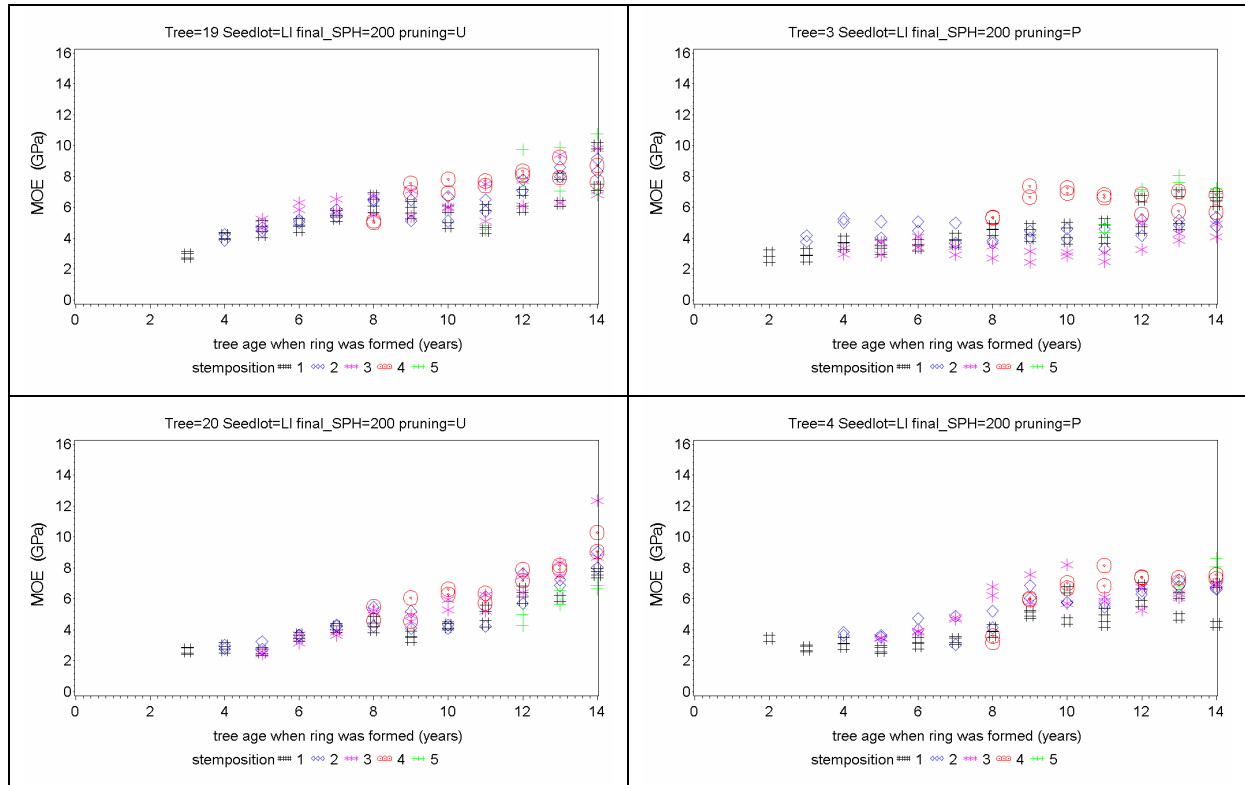 Tree=19 Seedlot=LI final_SPH=200 pruning=U
16
14
12
10
8
6
4
2
0
MOE (GPa)
0 2 4 6 8 10 12 14
tree age when ring was formed (years)
stemposition 1 2 3 4 5
Tree=3 Seedlot=LI final_SPH=200 pruning=P
16
14
12
10
8
6
4
2
0
MOE (GPa)
0 2 4 6 8 10 12 14
tree age when ring was formed (years)
stemposition 1 2 3 4 5
Tree=20 Seedlot=LI final_SPH=200 pruning=U
16
14
12
10
8
6
4
2
0
MOE (GPa)
0 2 4 6 8 10 12 14
tree age when ring was formed (years)
stemposition 1 2 3 4 5
Tree=4 Seedlot=LI final_SPH=200 pruning=P
16
14
12
10
8
6
4
2
0
MOE (GPa)
0 2 4 6 8 10 12 14
tree age when ring was formed (years)
stemposition 1 2 3 4 5